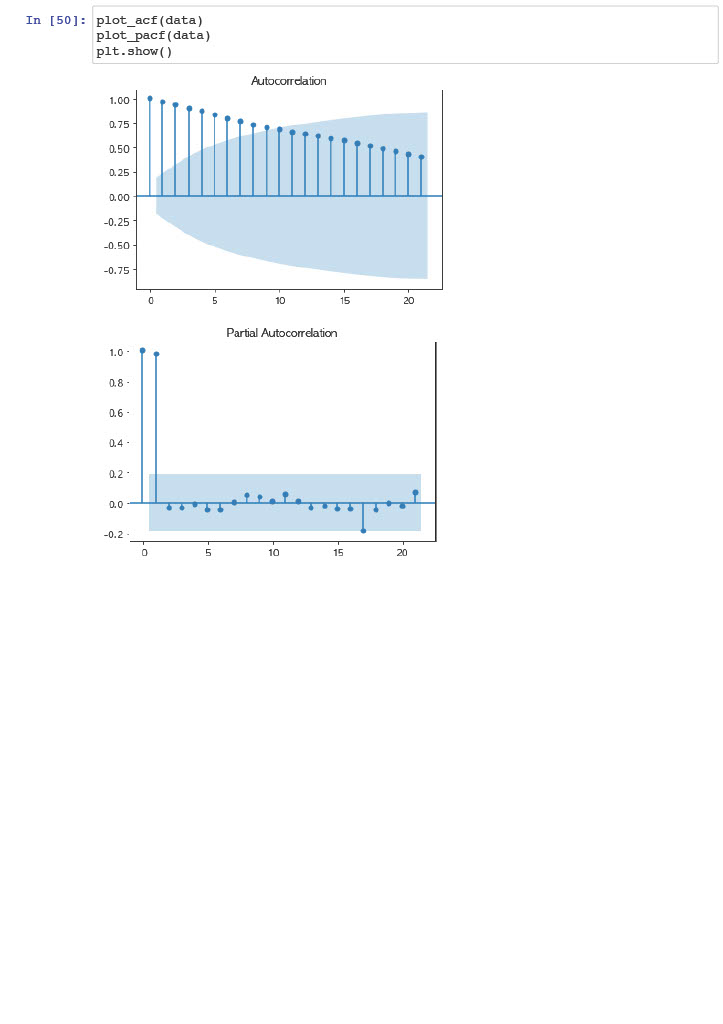 In [50]: plot_acf(data)
plot_pacf(data)
plt.show()
Autocorrelation
1.00
0.75
0.50
0.25
0.00
-0.25
-0.50
-0.75
0 5 10 15 20
Partial Autocorrelation
1.0
0.8
0.6
0.4
0.2
0.0
-0.2
0 5 10 15 20